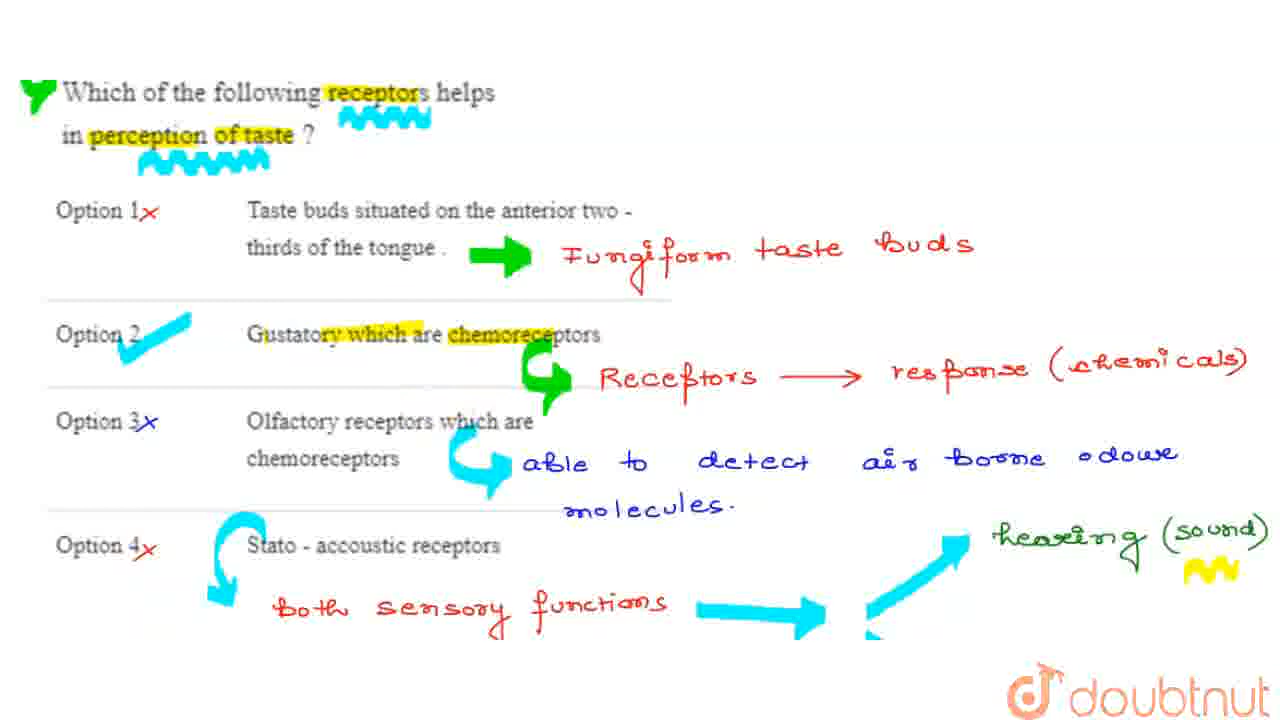 Which of the following receptors helps
in perception of taste ?
Option 1 x Taste buds situated on the anterior two -
thirds of the tongue .
Fungiform taste buds
Option 2 Gustatory which are chemoreceptors
Receptors → response (chemicals)
Option 3 x Olfactory receptors which are
chemoreceptors
able to detect air borne odour
molecules.
Option 4 x Stato - accoustic receptors
hearing (sound)
both sensory functions
doubtnut